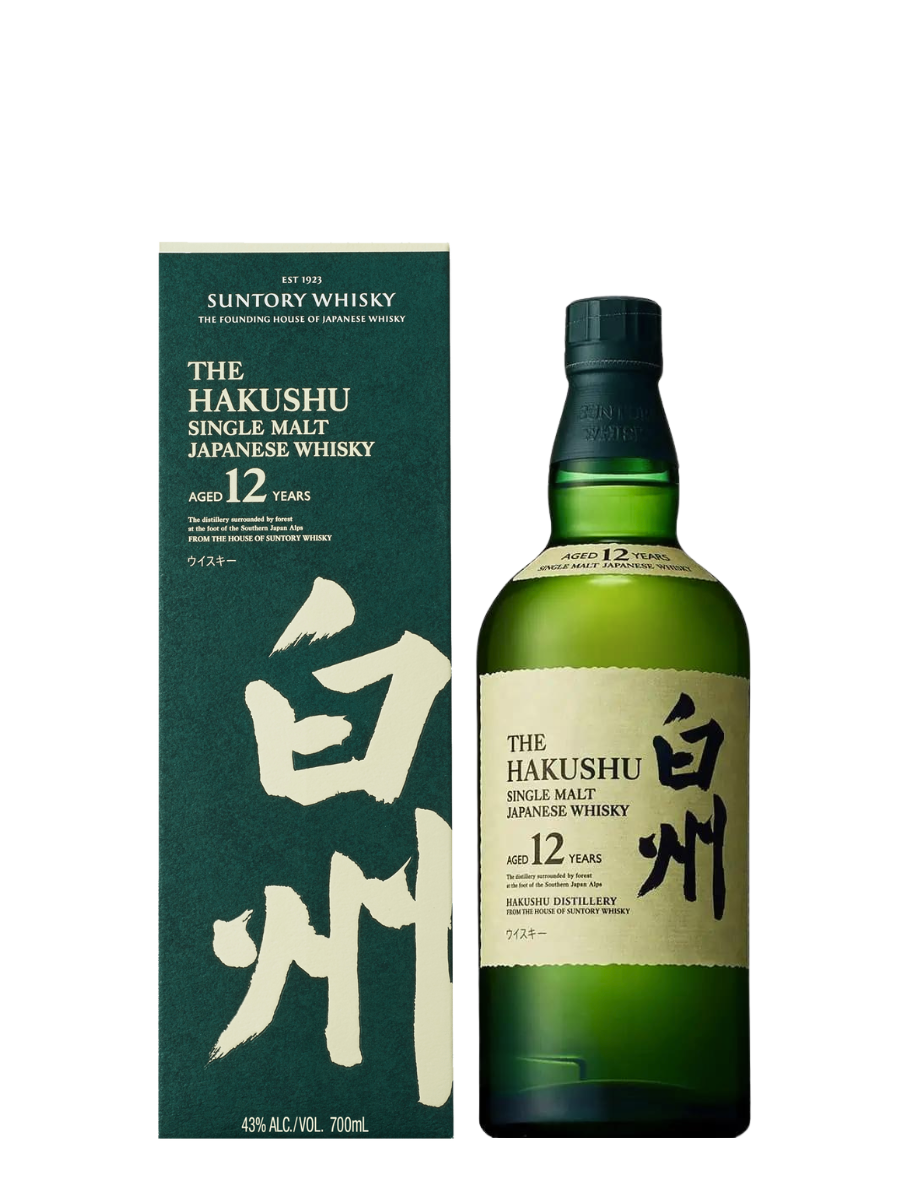 EST 1923
SUNTORY WHISKY
THE FOUNDING HOUSE OF JAPANESE WHISKY
THE
HAKUSHU
SINGLE MALT
JAPANESE WHISKY
AGED 12 YEARS
The distillery surrounded by forest
at the foot of the Southern Japan Alps
FROM THE HOUSE OF SUNTORY WHISKY
ウイスキー
白州
43% ALC./VOL. 700mL
SUNTORY
WHISKY
AGED 12 YEARS
SINGLE MALT JAPANESE WHISKY
THE
HAKUSHU
SINGLE MALT
JAPANESE WHISKY
AGED 12 YEARS
The distillery surrounded by forest
at the foot of the Southern Japan Alps
HAKUSHU DISTILLERY
FROM THE HOUSE OF SUNTORY WHISKY
ウイスキー
白州